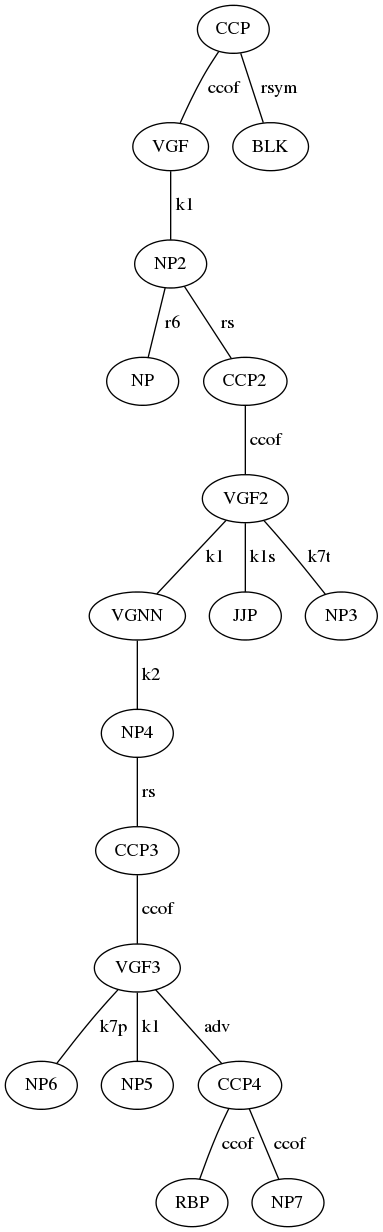 CCP
ccof rsym
VGF BLK
k1
NP2
r6 rs
NP CCP2
ccof
VGF2
k1 k1s k7t
VGNN JJP NP3
k2
NP4
rs
CCP3
ccof
VGF3
k7p k1 adv
NP6 NP5 CCP4
ccof ccof
RBP NP7